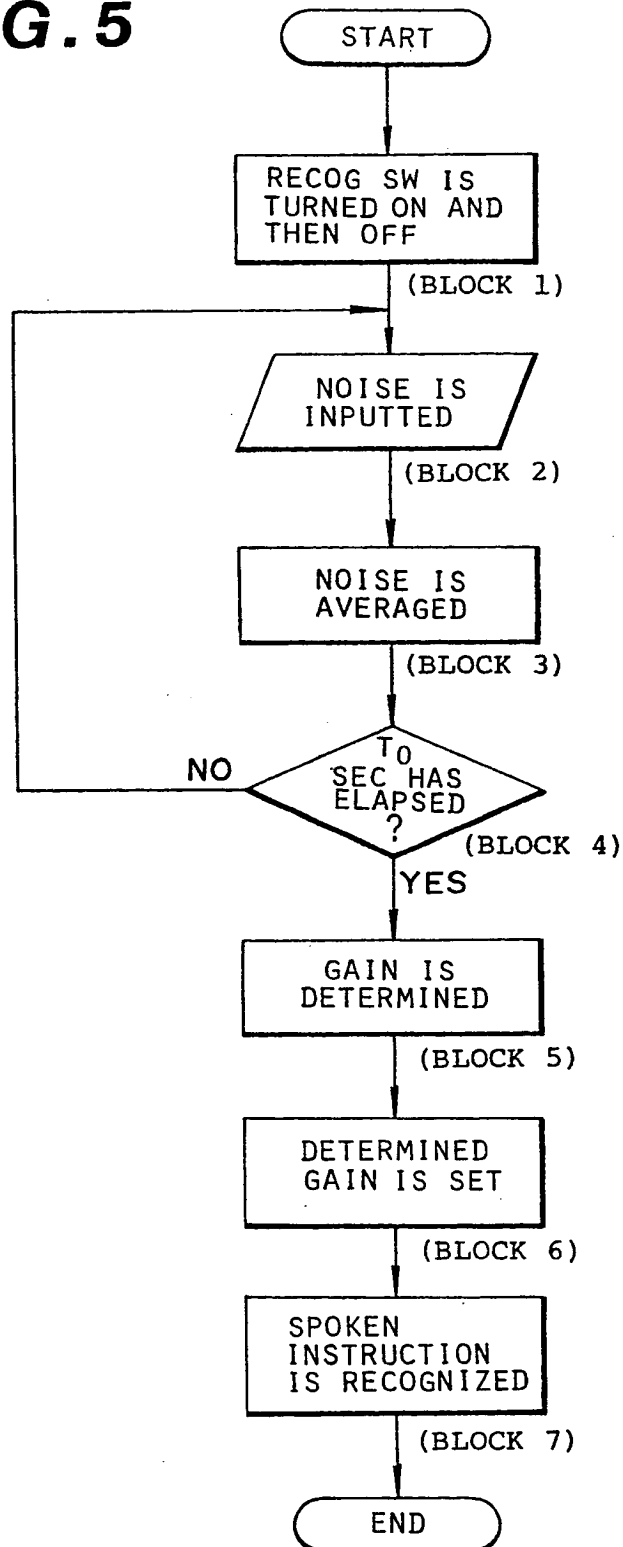 G.5
START
RECOG SW IS
TURNED ON AND
THEN OFF
(BLOCK 1)
NOISE IS
INPUTTED
(BLOCK 2)
NOISE IS
AVERAGED
(BLOCK 3)
T0
SEC HAS
ELAPSED
?
(BLOCK 4)
NO
YES
GAIN IS
DETERMINED
(BLOCK 5)
DETERMINED
GAIN IS SET
(BLOCK 6)
SPOKEN
INSTRUCTION
IS RECOGNIZED
(BLOCK 7)
END